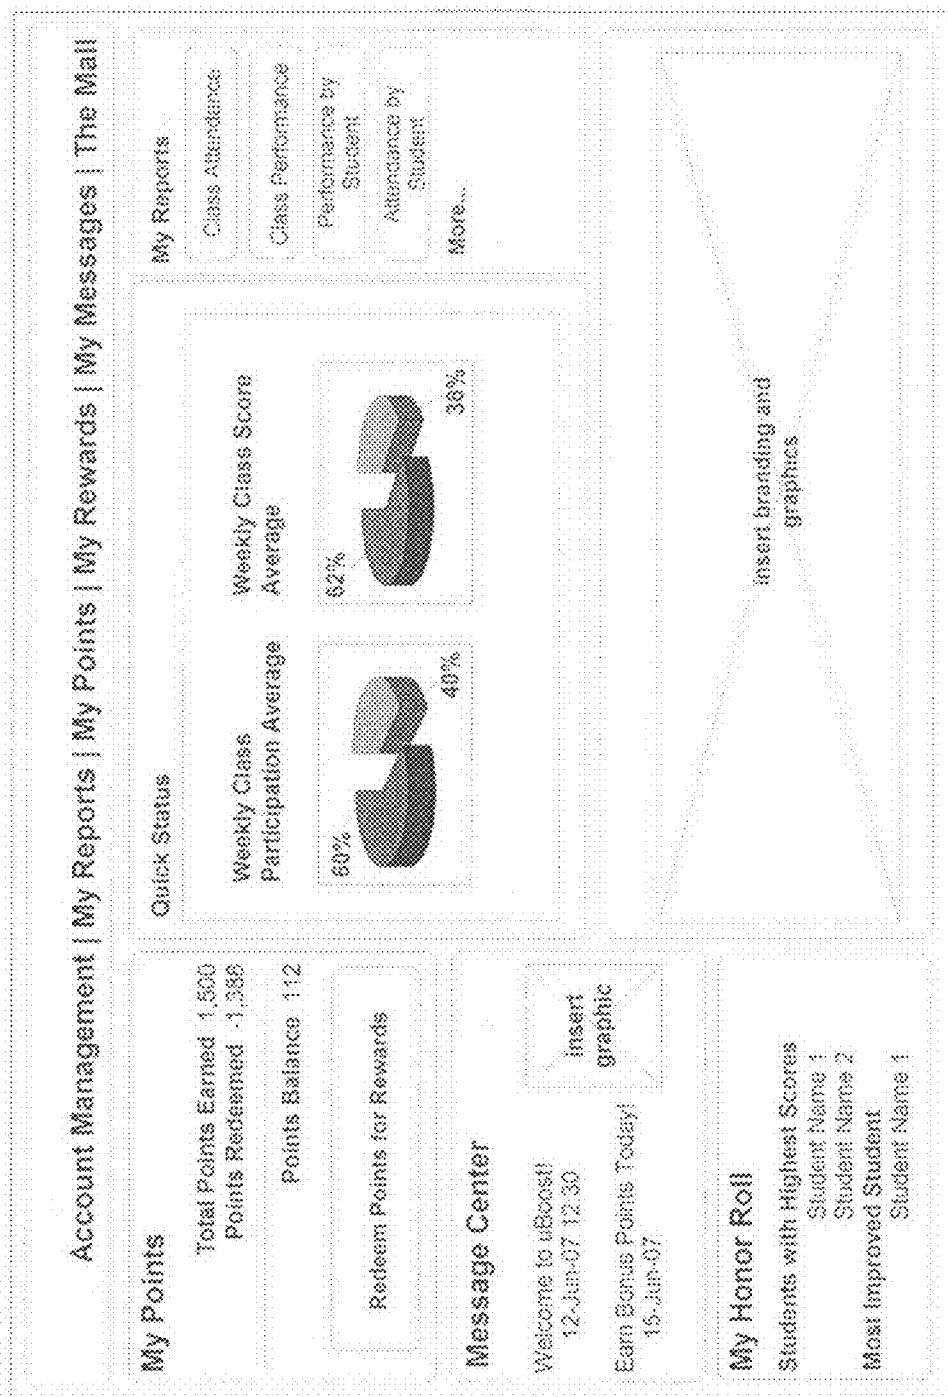 Account Management | My Reports | My Points | My Rewards | My Messages | The Mall
My Points
Total Points Earned 1,500
Points Redeemed -1,388
Points Balance 112
Redeem Points for Rewards
Message Center
Welcome to uBoost!
12-Jun-07 12:30
Earn Bonus Points Today!
15-Jun-07
insert
graphic
My Honor Roll
Students with Highest Scores
Student Name 1
Student Name 2
Most Improved Student
Student Name 1
Quick Status
Weekly Class
Participation Average
60%
40%
Weekly Class Score
Average
62%
38%
My Reports
Class Attendance
Class Performance
Performance by
Student
Attendance by
Student
More...
insert branding and
graphics